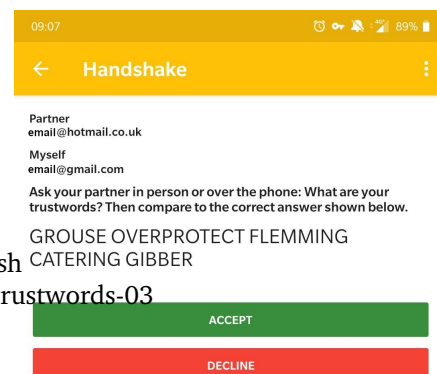 09:07 4G+ 89%
Handshake
Partner
email@hotmail.co.uk
Myself
email@gmail.com
Ask your partner in person or over the phone: What are your
trustwords? Then compare to the correct answer shown below.
GROUSE OVERPROTECT FLEMMING
sh CATERING GIBBER
rustwords-03
ACCEPT
DECLINE